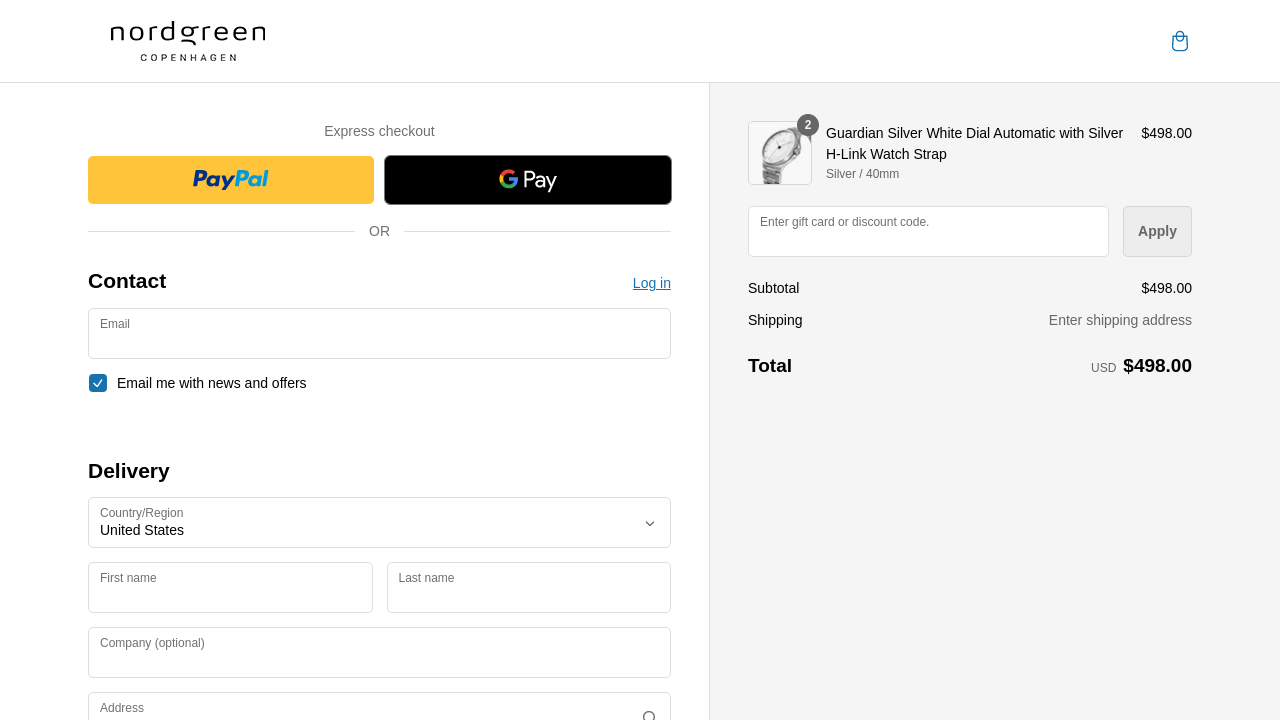 nordgreen
COPENHAGEN
Express checkout
PayPal
G Pay
OR
Contact
Log in
Email
Email me with news and offers
Delivery
Country/Region
United States
First name
Last name
Company (optional)
Address
2
Guardian Silver White Dial Automatic with Silver
H-Link Watch Strap
$498.00
Silver / 40mm
Enter gift card or discount code.
Apply
Subtotal
$498.00
Shipping
Enter shipping address
Total
USD $498.00